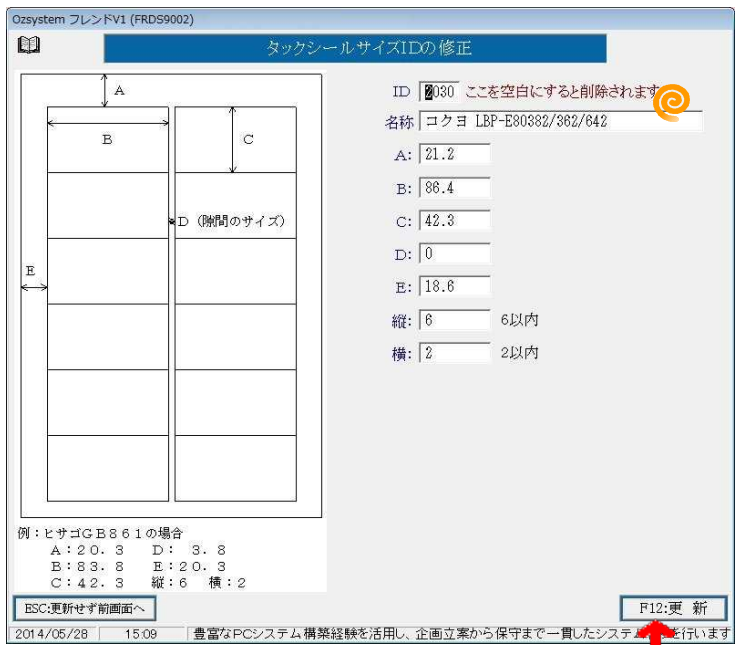 Ozsystem フレンドV1 (FRDS9002)
タックシールサイズIDの修正
A
B
C
D (隙間のサイズ)
E
ID 2030 ここを空白にすると削除されます
名称 コクヨ LBP-E80382/362/642
A: 21.2
B: 86.4
C: 42.3
D: 0
E: 18.6
縦: 6 6以内
横: 2 2以内
例:ヒサゴGB861の場合
A:20.3 D: 3.8
B:83.8 E:20.3
C:42.3 縦:6 横:2
ESC:更新せず前画面へ
F12:更 新
2014/05/28 15:09 豊富なPCシステム構築経験を活用し、企画立案から保守まで一貫したシステム を行います